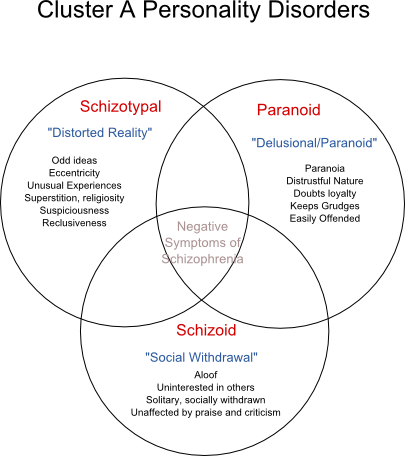 Cluster A Personality Disorders
Schizotypal
"Distorted Reality"
Odd ideas
Eccentricity
Unusual Experiences
Superstition, religiosity
Suspiciousness
Reclusiveness
Paranoid
"Delusional/Paranoid"
Paranoia
Distrustful Nature
Doubts loyalty
Keeps Grudges
Easily Offended
Negative
Symptoms of
Schizophrenia
Schizoid
"Social Withdrawal"
Aloof
Uninterested in others
Solitary, socially withdrawn
Unaffected by praise and criticism